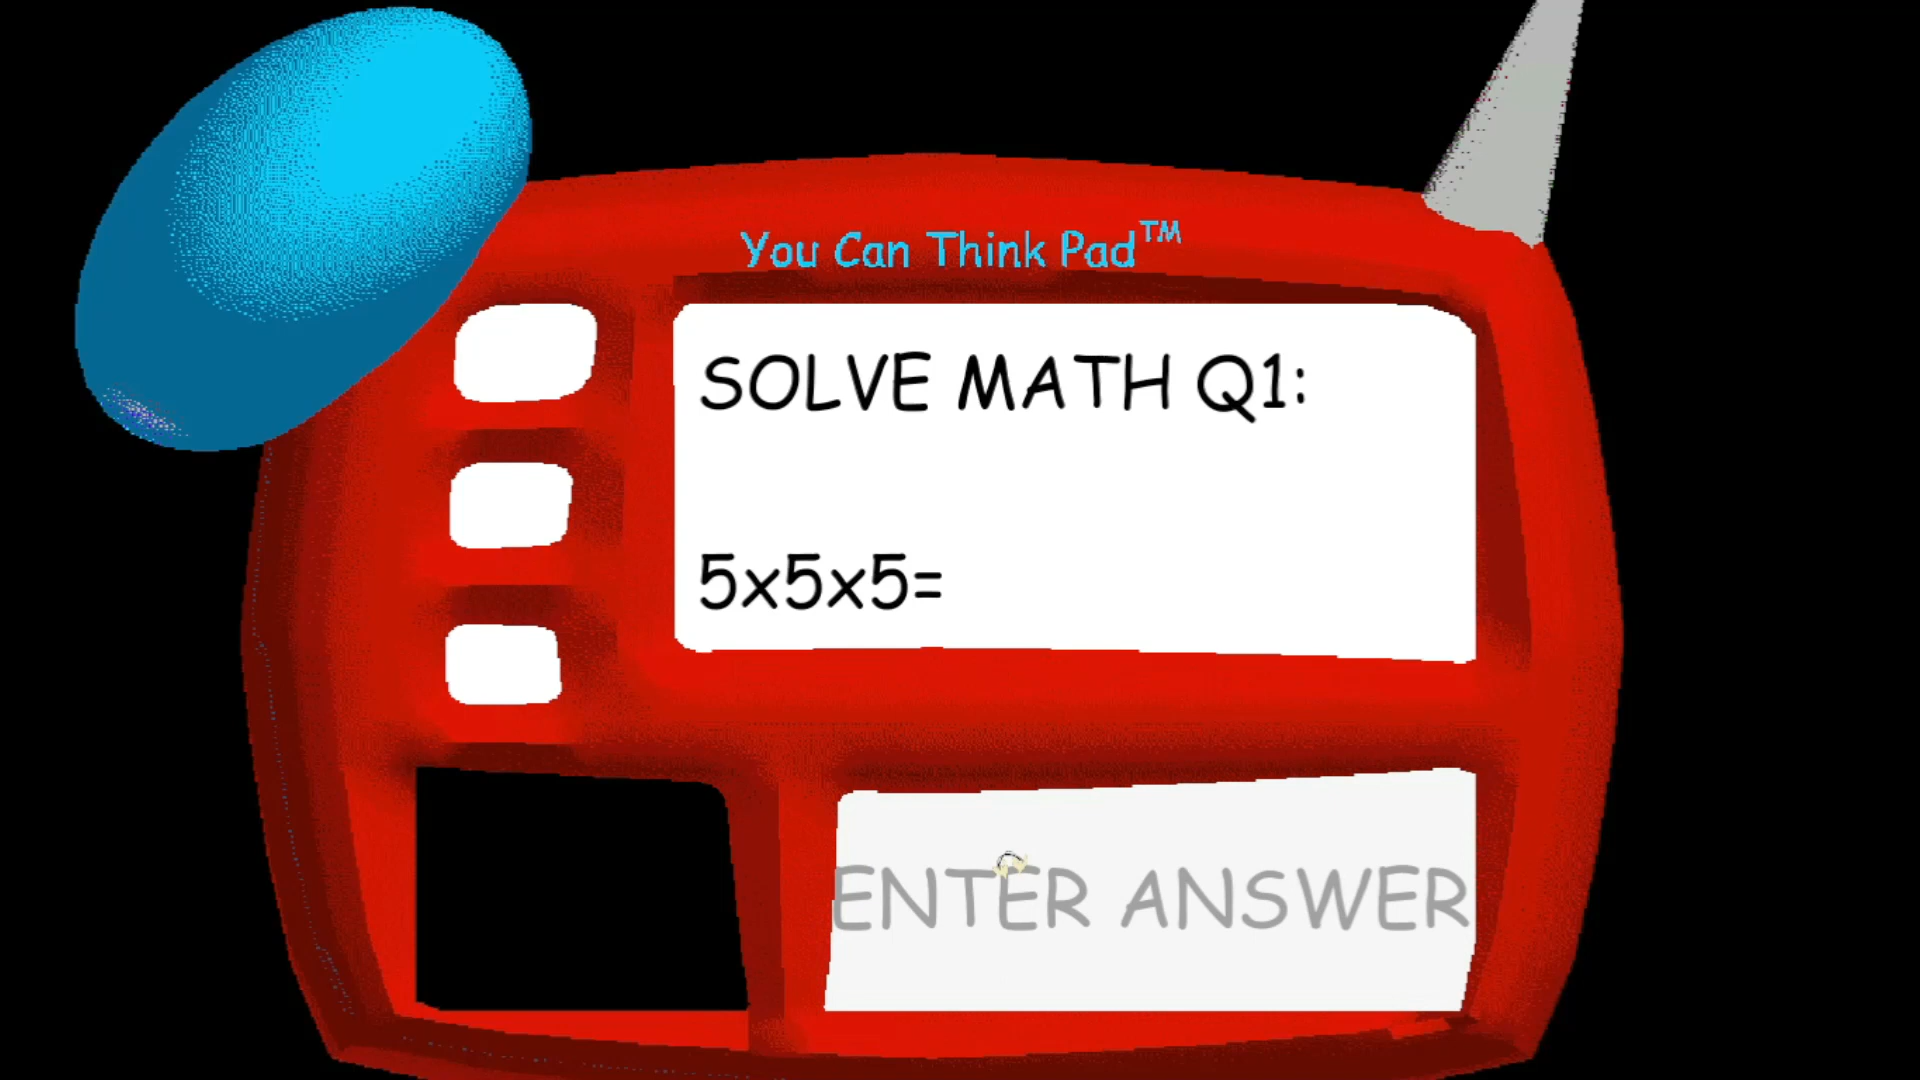 You Can Think Pad™
SOLVE MATH Q1:
5x5x5=
ENTER ANSWER